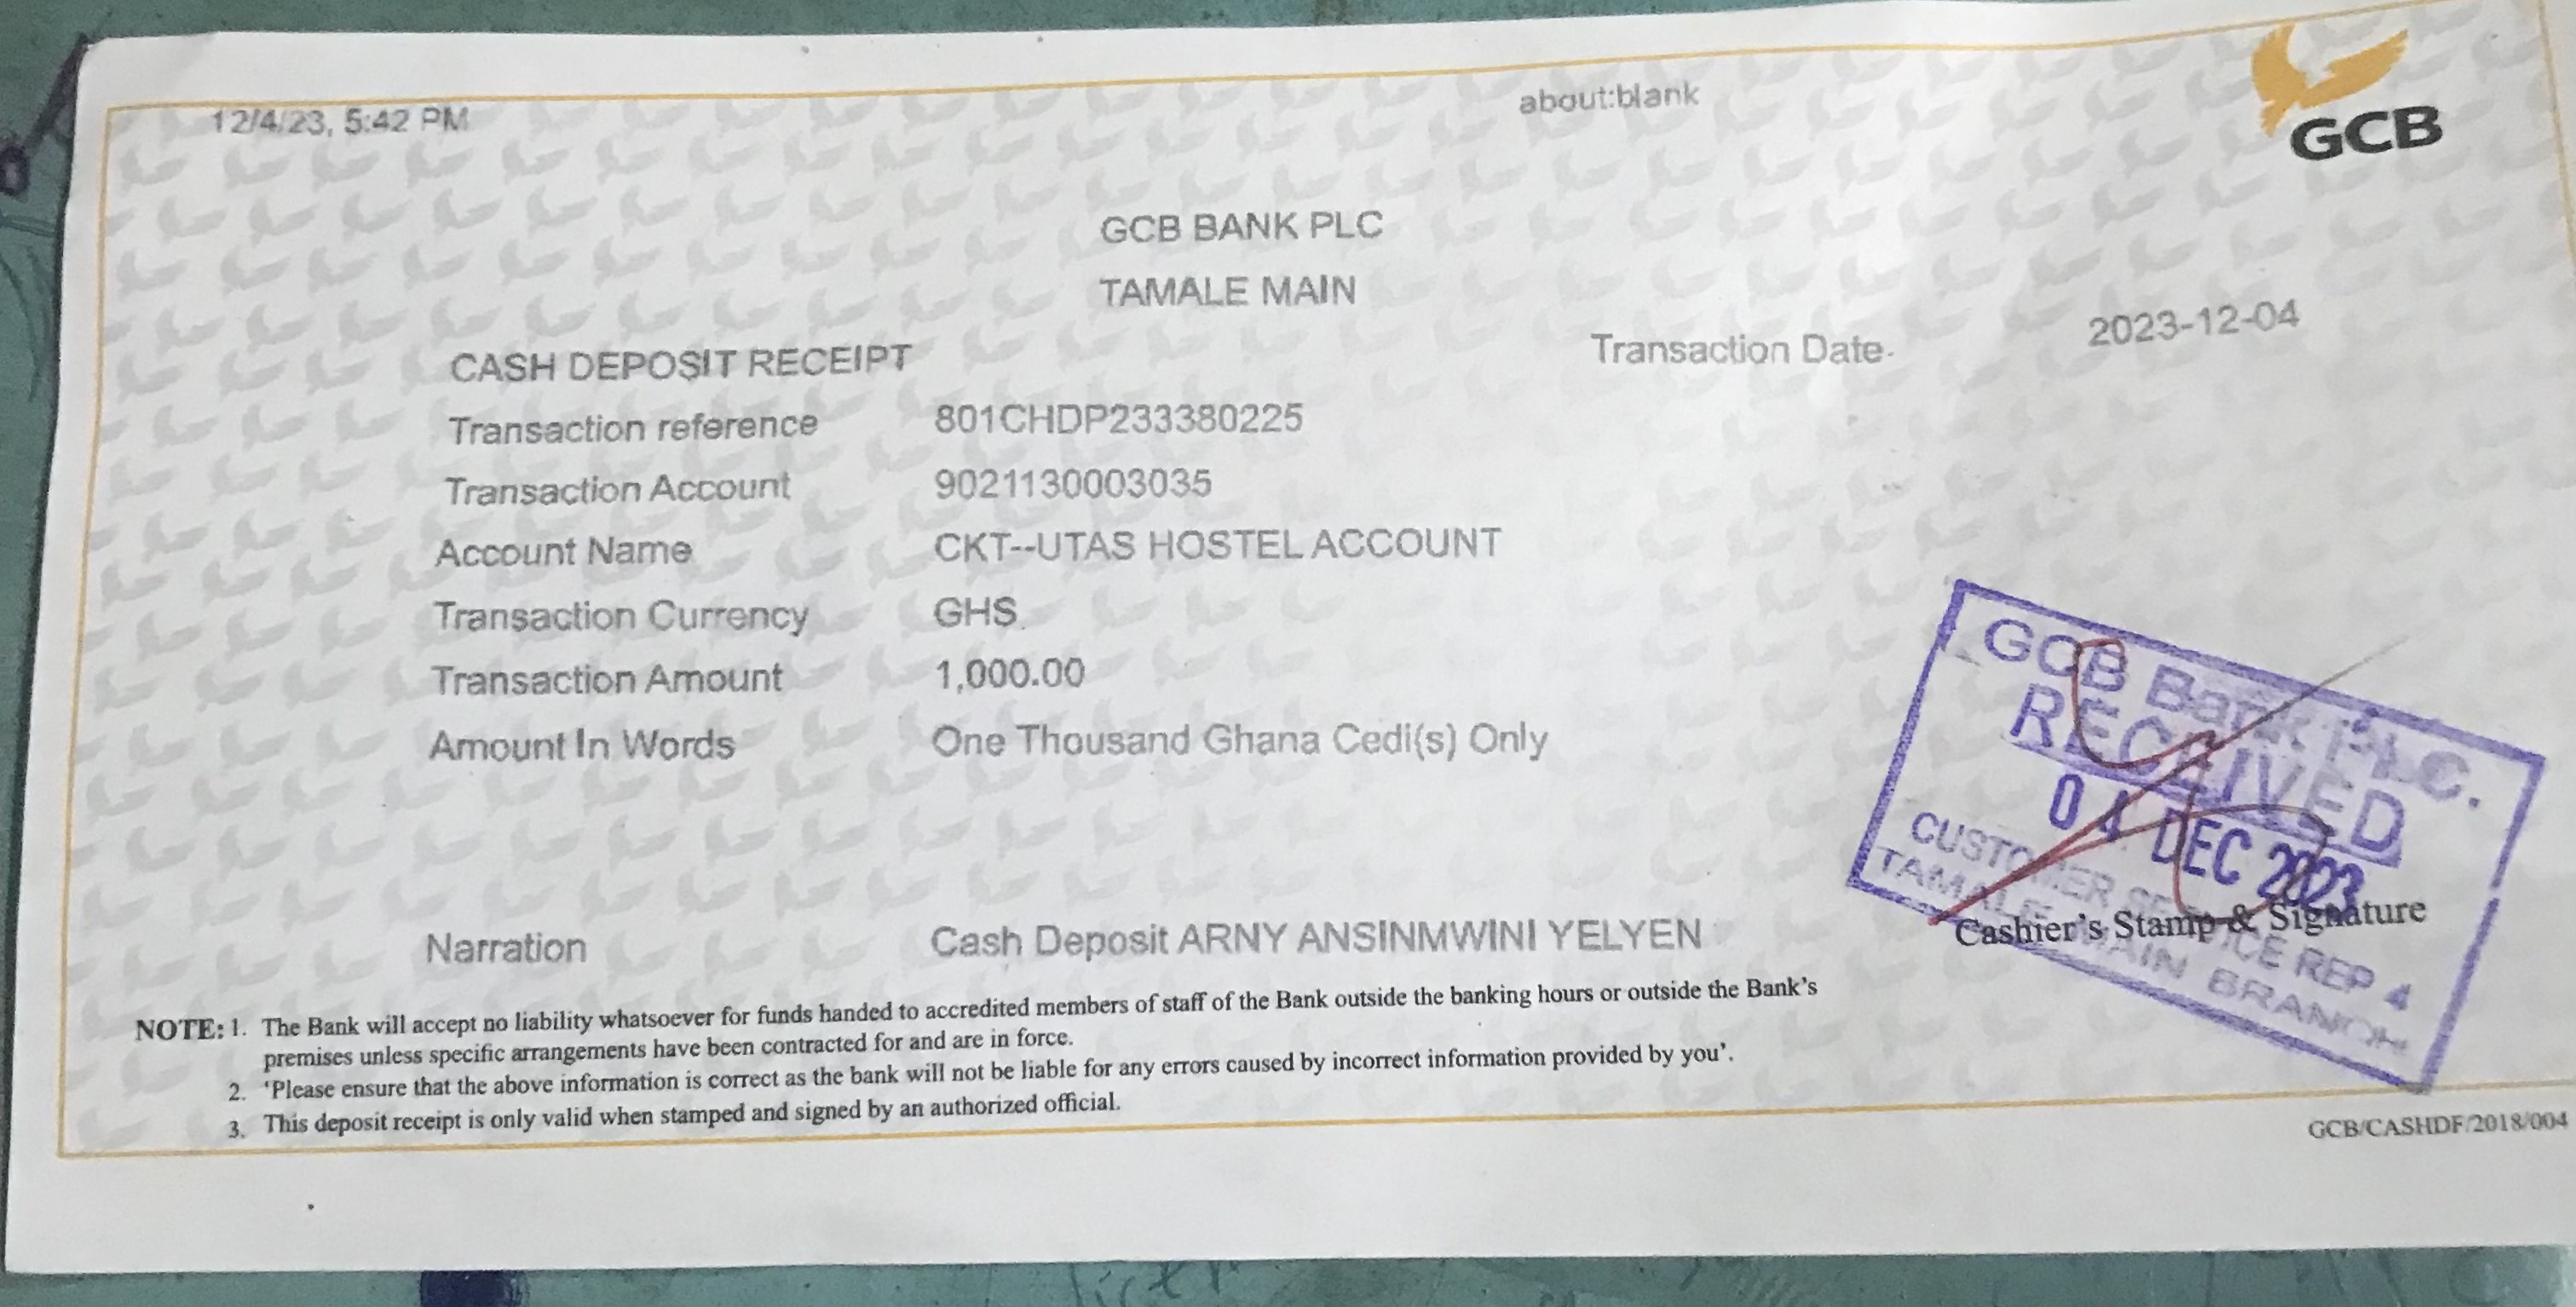 12/4/23, 5:42 PM
about:blank
GCB
GCB BANK PLC
TAMALE MAIN
CASH DEPOSIT RECEIPT
Transaction Date
2023-12-04
Transaction reference 801CHDP233380225
Transaction Account 9021130003035
Account Name CKT--UTAS HOSTEL ACCOUNT
Transaction Currency GHS
Transaction Amount 1,000.00
Amount In Words One Thousand Ghana Cedi(s) Only
GCB Bank PLC.
RECEIVED
04 DEC 2023
CUSTOMER SERVICE REP 4
TAMALE MAIN BRANCH
Cashier's Stamp & Signature
Narration Cash Deposit ARNY ANSINMWINI YELYEN
NOTE: 1. The Bank will accept no liability whatsoever for funds handed to accredited members of staff of the Bank outside the banking hours or outside the Bank's
premises unless specific arrangements have been contracted for and are in force.
2. 'Please ensure that the above information is correct as the bank will not be liable for any errors caused by incorrect information provided by you'.
3. This deposit receipt is only valid when stamped and signed by an authorized official.
GCB/CASHDF/2018/004